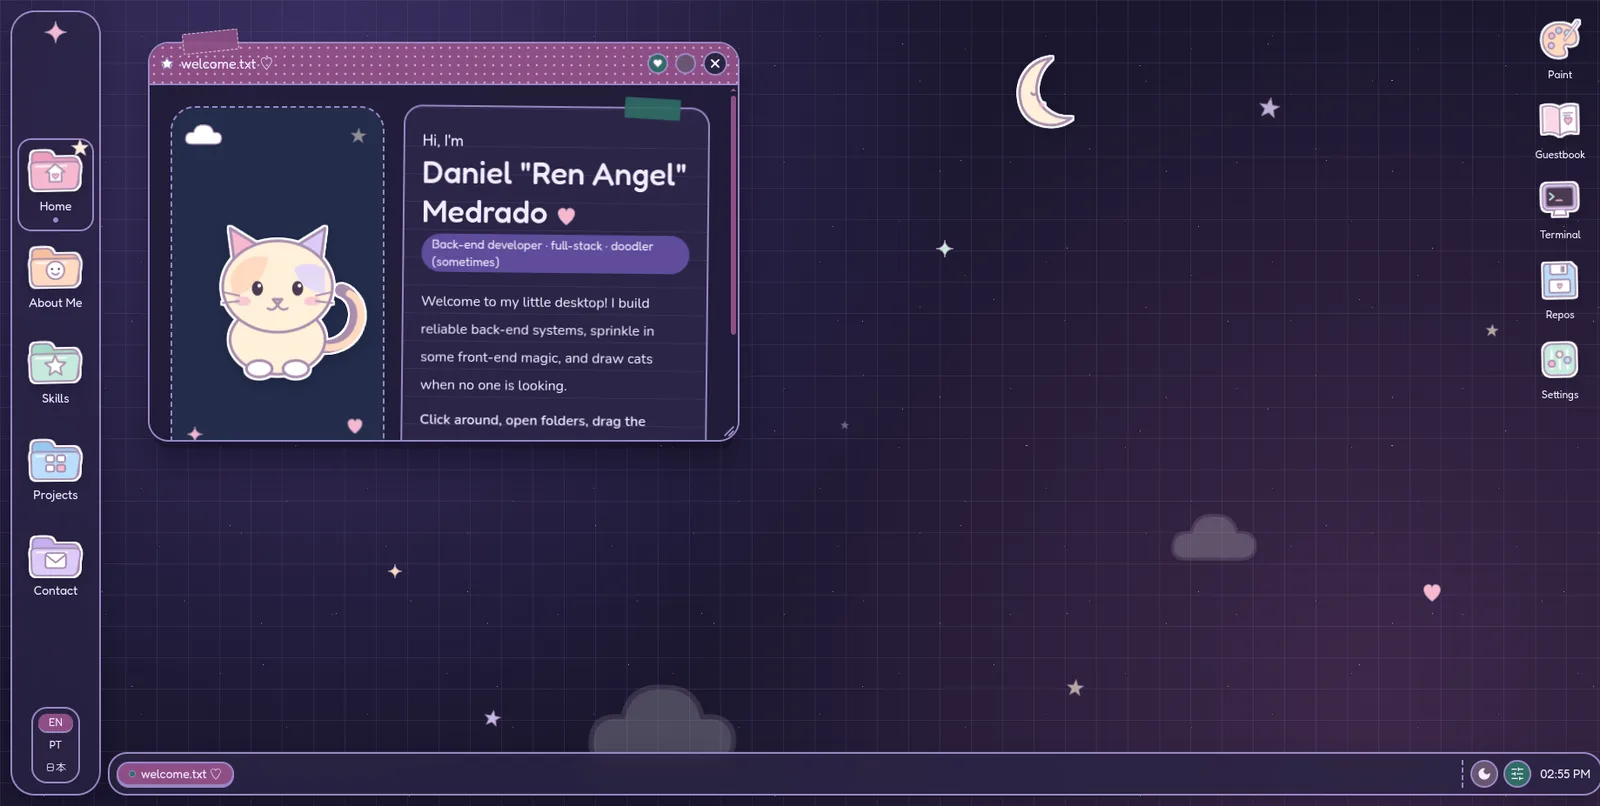 welcome.txt ♡
Hi, I'm
Daniel "Ren Angel"
Medrado
Back-end developer · full-stack · doodler
(sometimes)
Welcome to my little desktop! I build
reliable back-end systems, sprinkle in
some front-end magic, and draw cats
when no one is looking.
Click around, open folders, drag the
Home
About Me
Skills
Projects
Contact
EN
PT
日本
Paint
Guestbook
Terminal
Repos
Settings
welcome.txt ♡
02:55 PM